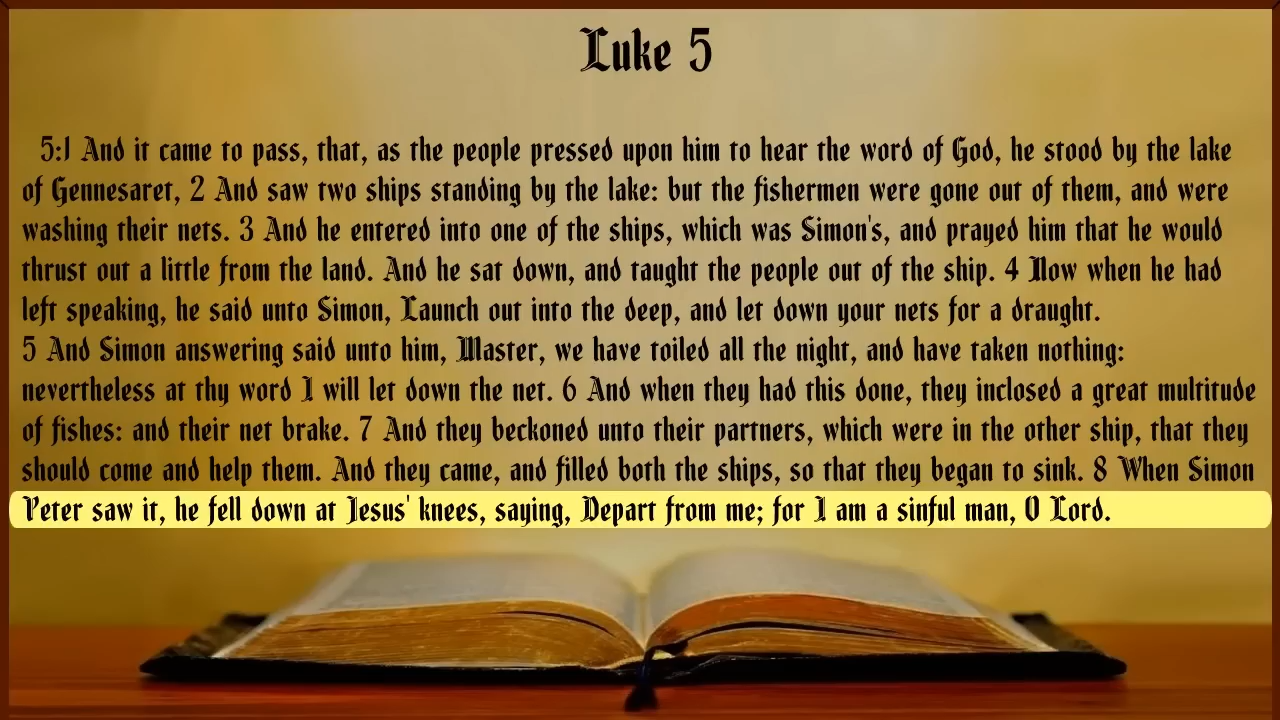 Luke 5
5:1 And it came to pass, that, as the people pressed upon him to hear the word of God, he stood by the lake
of Gennesaret, 2 And saw two ships standing by the lake: but the fishermen were gone out of them, and were
washing their nets. 3 And he entered into one of the ships, which was Simon's, and prayed him that he would
thrust out a little from the land. And he sat down, and taught the people out of the ship. 4 Now when he had
left speaking, he said unto Simon, Launch out into the deep, and let down your nets for a draught.
5 And Simon answering said unto him, Master, we have toiled all the night, and have taken nothing:
nevertheless at thy word I will let down the net. 6 And when they had this done, they inclosed a great multitude
of fishes: and their net brake. 7 And they beckoned unto their partners, which were in the other ship, that they
should come and help them. And they came, and filled both the ships, so that they began to sink. 8 When Simon
Peter saw it, he fell down at Jesus' knees, saying, Depart from me; for I am a sinful man, O Lord.